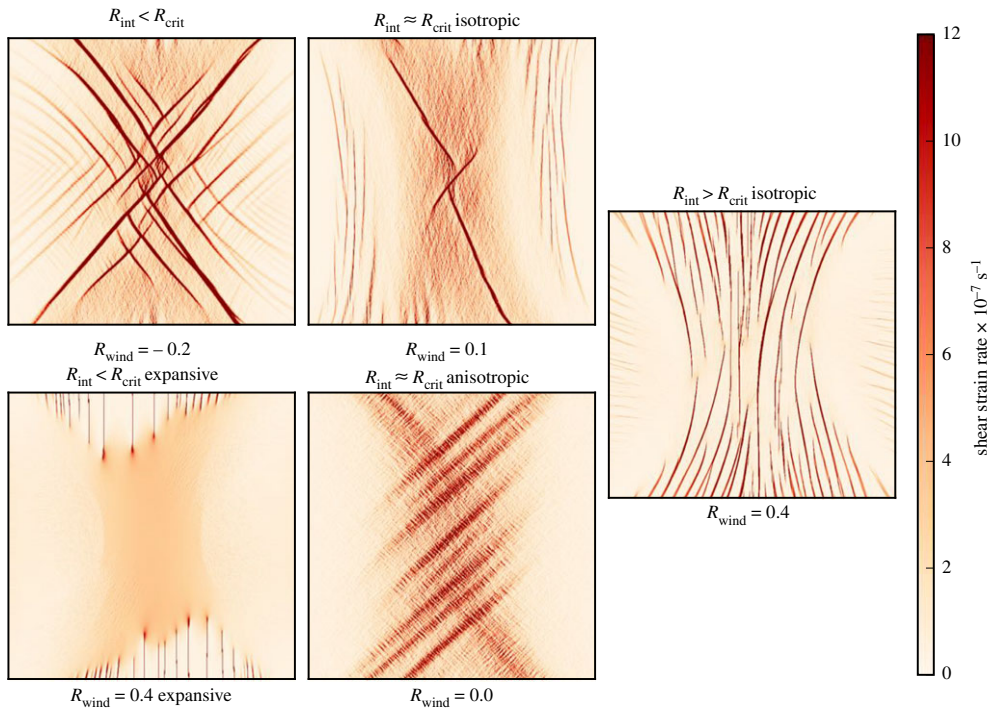 R_int < R_crit
R_int ≈ R_crit isotropic
R_wind = – 0.2
R_wind = 0.1
R_int < R_crit expansive
R_int ≈ R_crit anisotropic
R_wind = 0.4 expansive
R_wind = 0.0
R_int > R_crit isotropic
R_wind = 0.4
12
10
8
6
4
2
0
shear strain rate × 10⁻⁷ s⁻¹